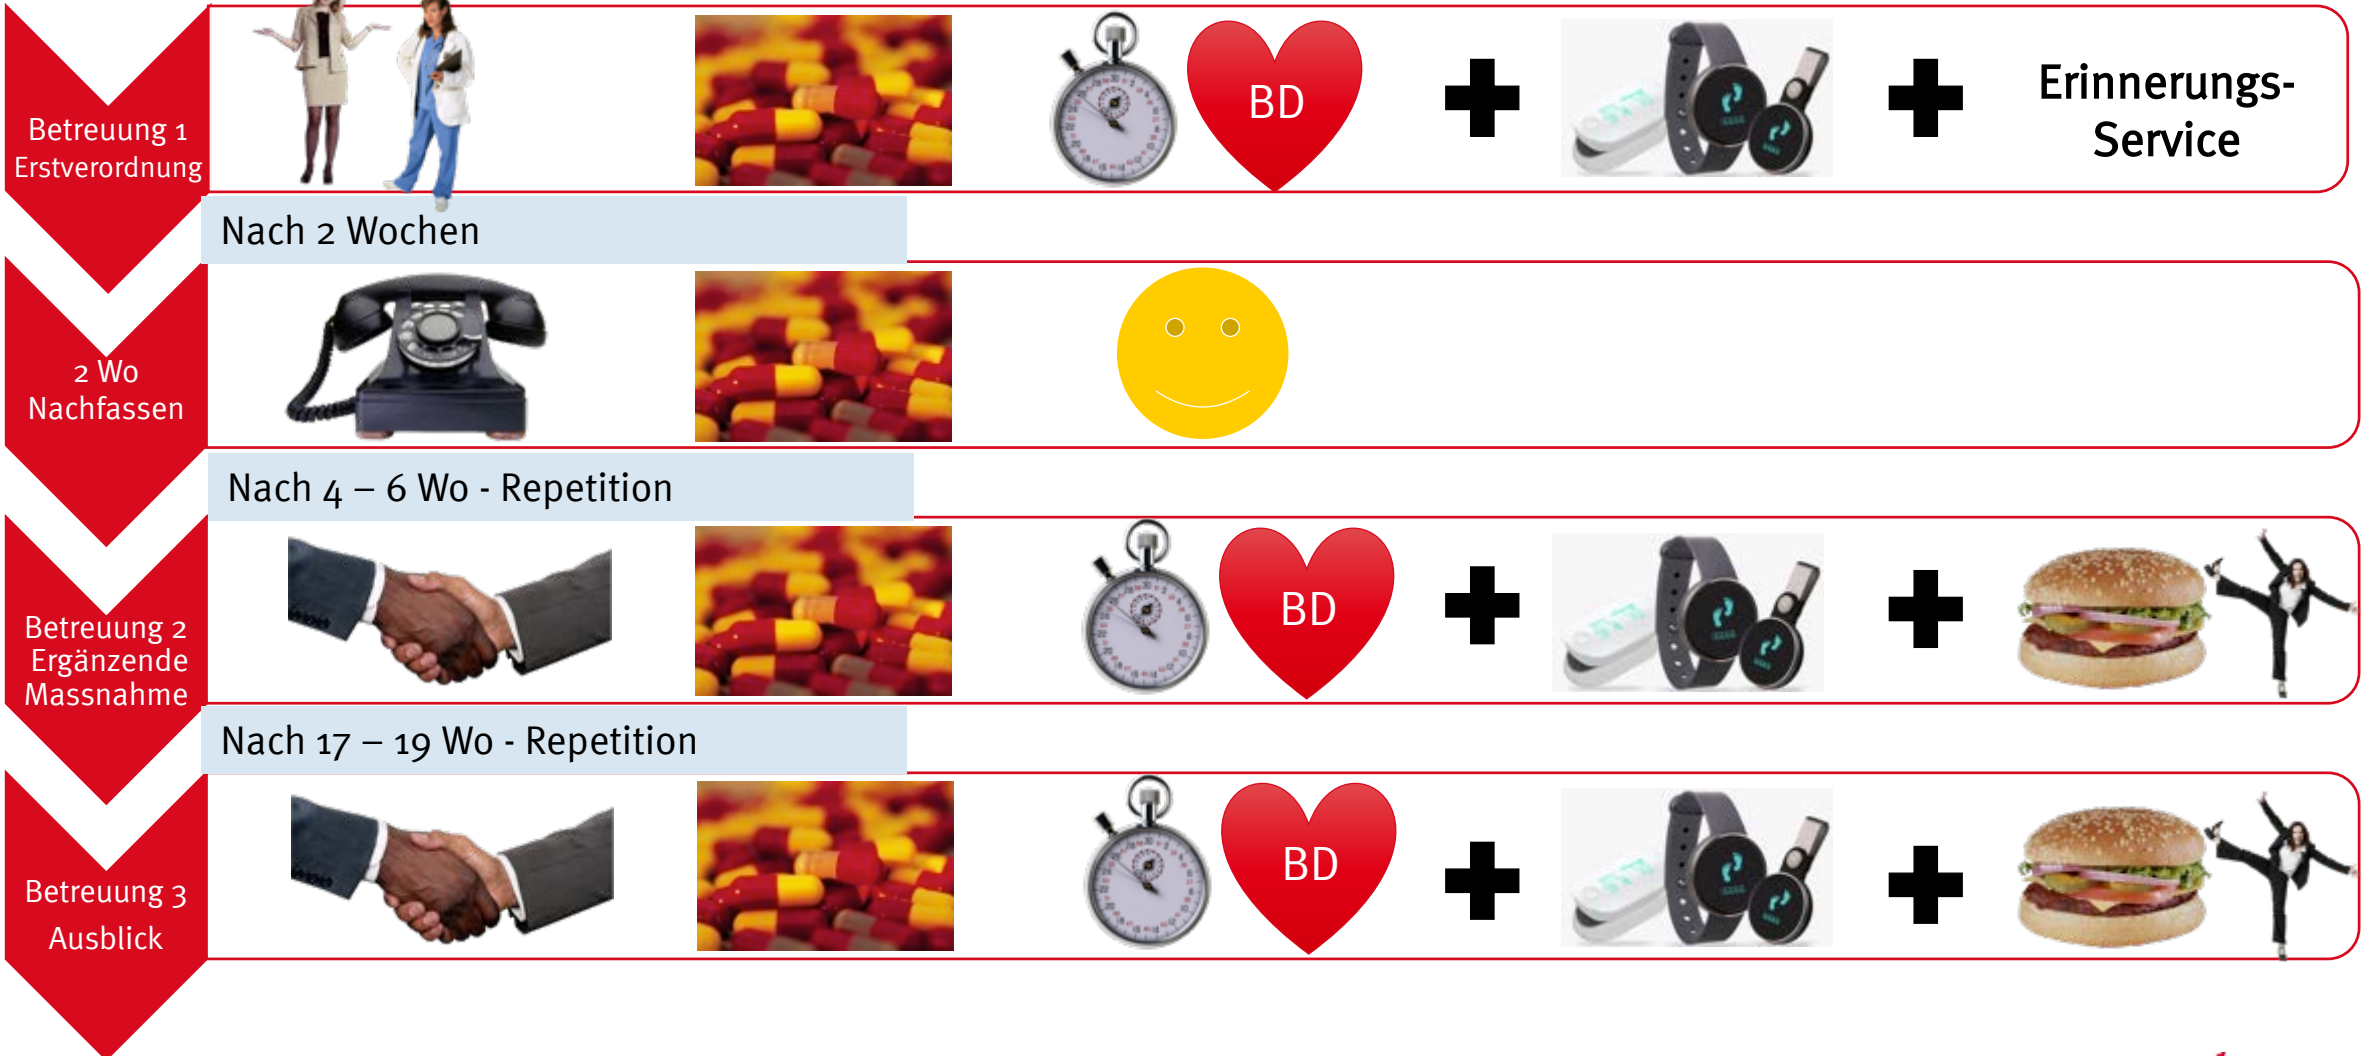 Betreuung 1
Erstverordnung
BD
Erinnerungs-
Service
Nach 2 Wochen
2 Wo
Nachfassen
Nach 4 – 6 Wo - Repetition
Betreuung 2
Ergänzende
Massnahme
BD
Nach 17 – 19 Wo - Repetition
Betreuung 3
Ausblick
BD